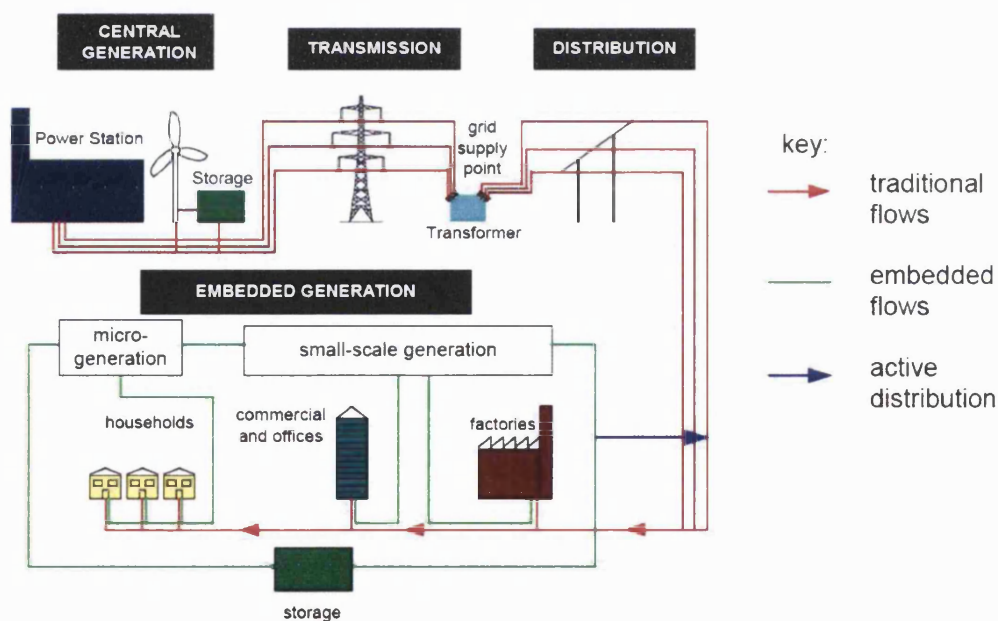 CENTRAL
GENERATION
TRANSMISSION
DISTRIBUTION
Power Station
Storage
grid
supply
point
Transformer
key:
traditional
flows
embedded
flows
active
distribution
EMBEDDED GENERATION
micro-
generation
small-scale generation
households
commercial
and offices
factories
storage